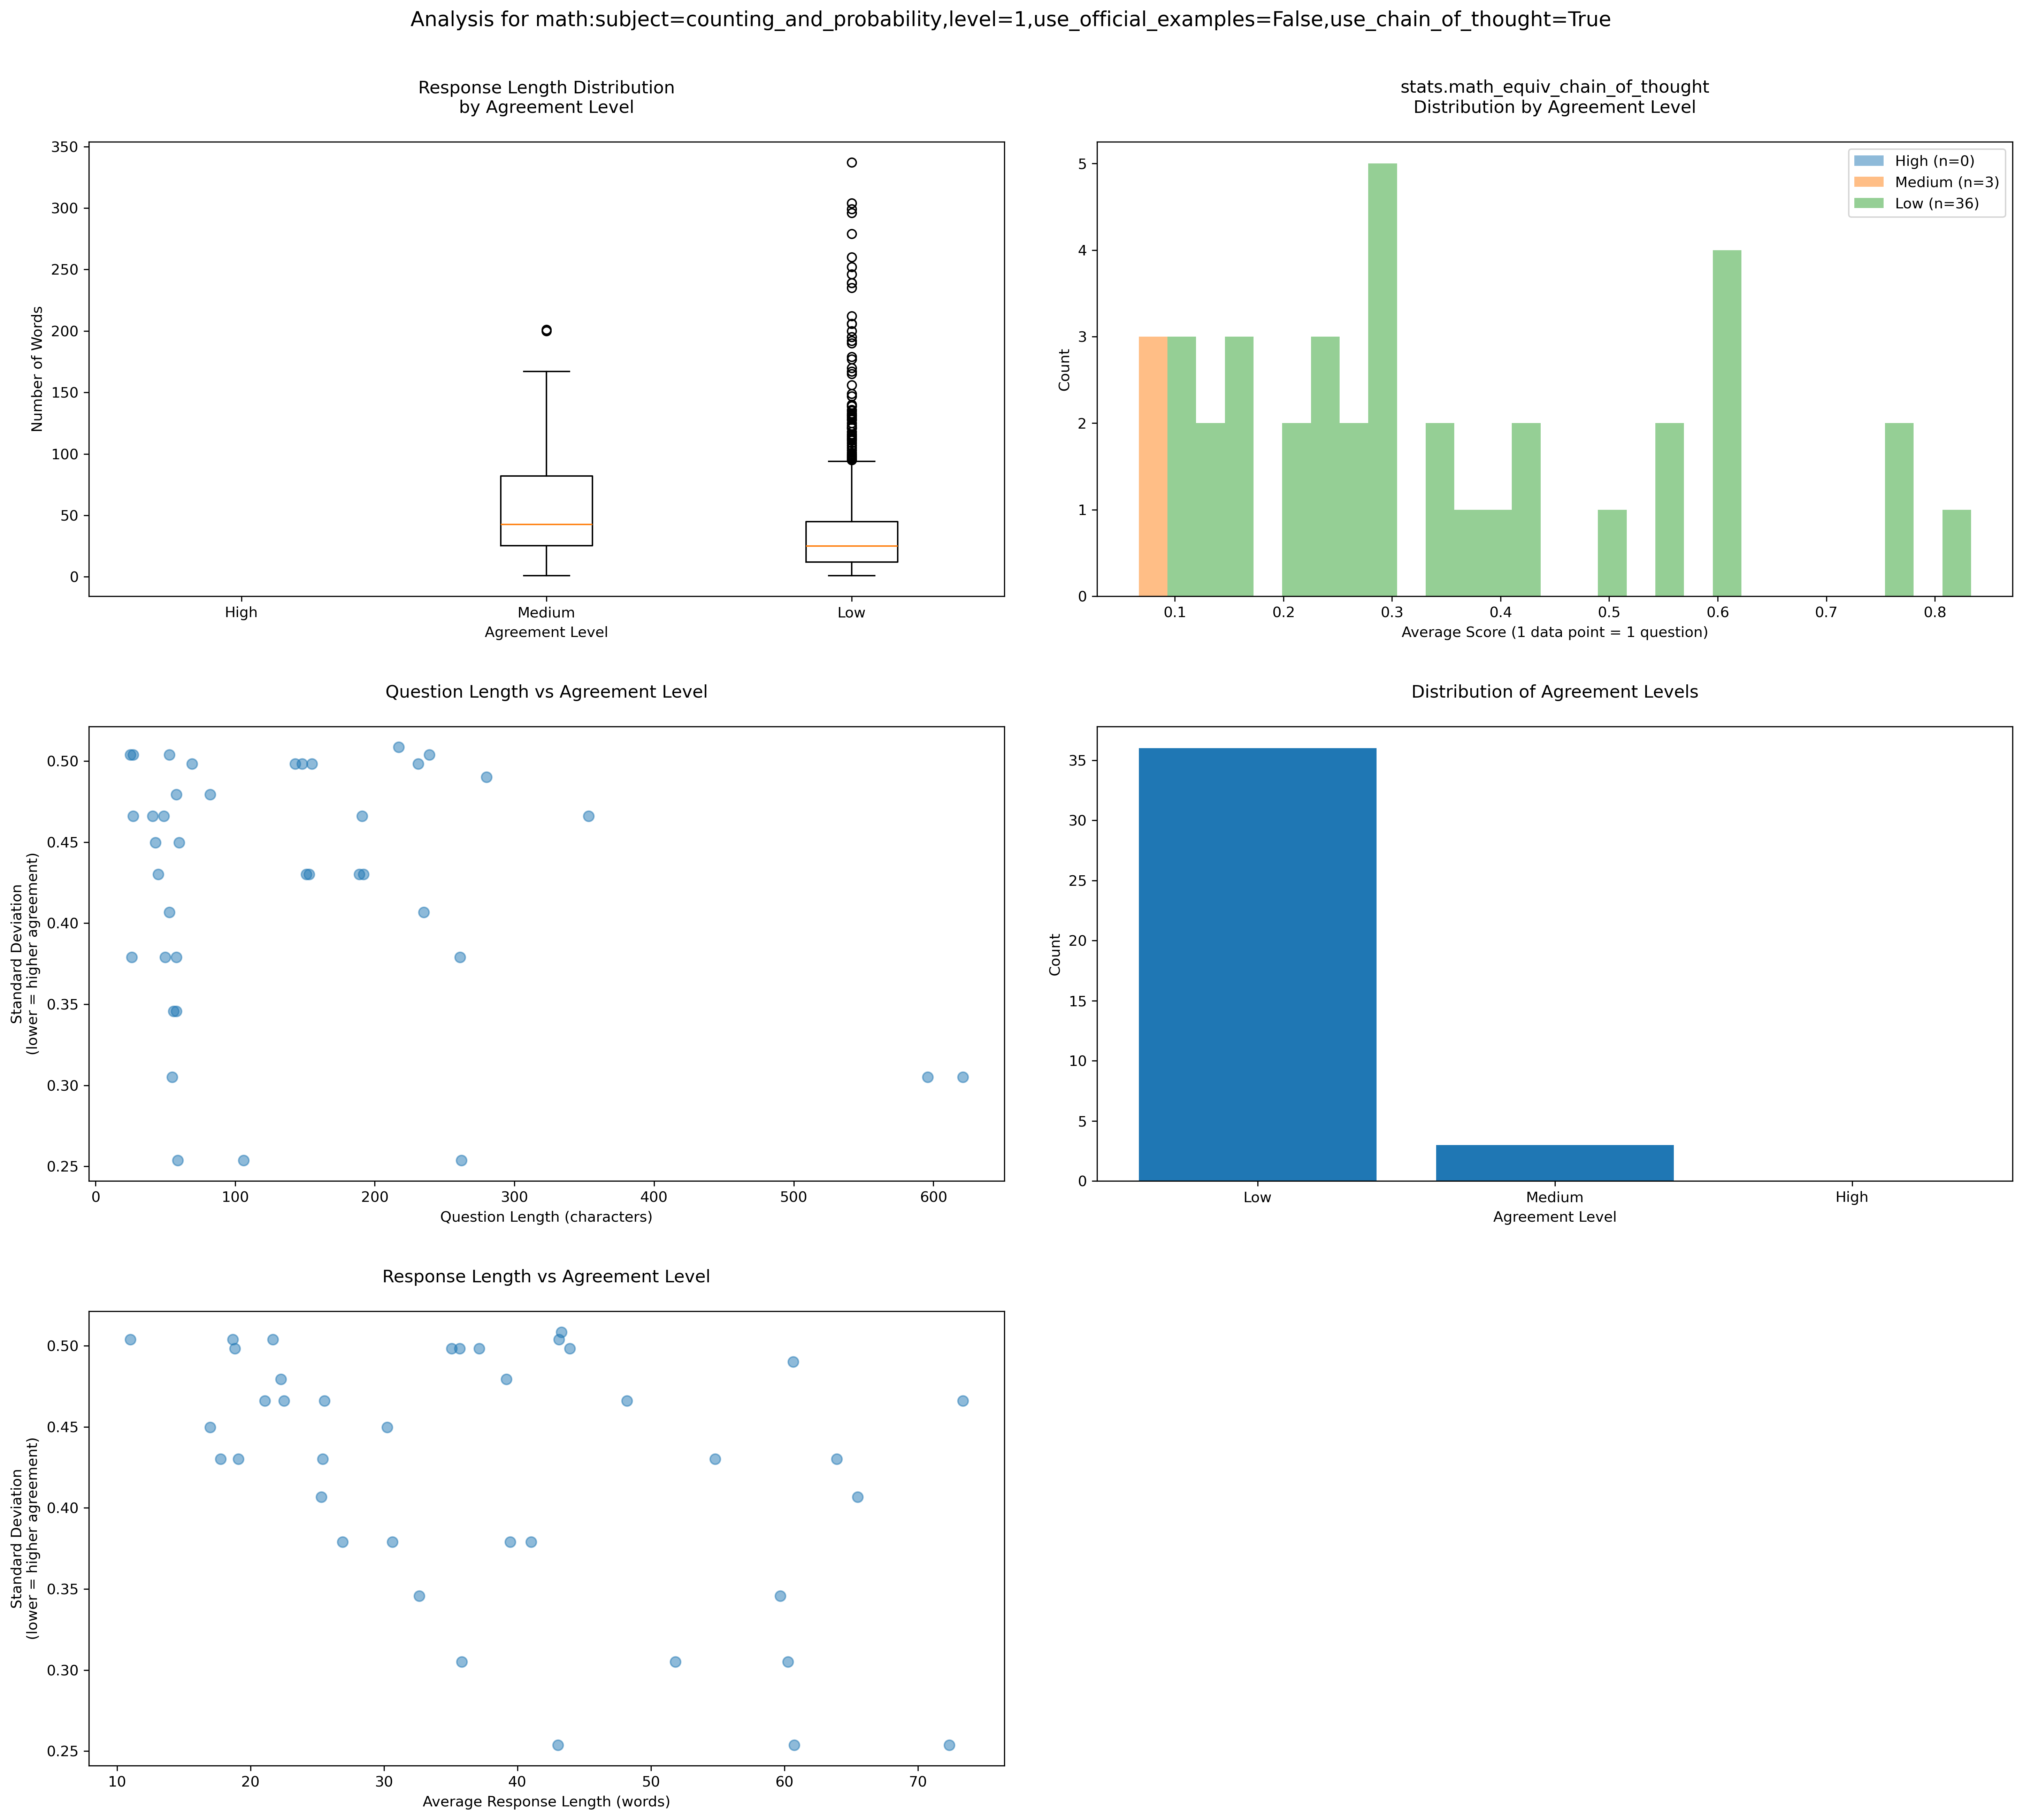 Analysis for math:subject=counting_and_probability,level=1,use_official_examples=False,use_chain_of_thought=True
Response Length Distribution
by Agreement Level
350
300
250
200
150
100
50
0
Number of Words
High
Medium
Low
Agreement Level
stats.math_equiv_chain_of_thought
Distribution by Agreement Level
High (n=0)
Medium (n=3)
Low (n=36)
5
4
3
2
1
0
Count
0.1
0.2
0.3
0.4
0.5
0.6
0.7
0.8
Average Score (1 data point = 1 question)
Question Length vs Agreement Level
0.50
0.45
0.40
0.35
0.30
0.25
Standard Deviation
(lower = higher agreement)
0
100
200
300
400
500
600
Question Length (characters)
Distribution of Agreement Levels
35
30
25
20
15
10
5
0
Count
Low
Medium
High
Agreement Level
Response Length vs Agreement Level
0.50
0.45
0.40
0.35
0.30
0.25
Standard Deviation
(lower = higher agreement)
10
20
30
40
50
60
70
Average Response Length (words)